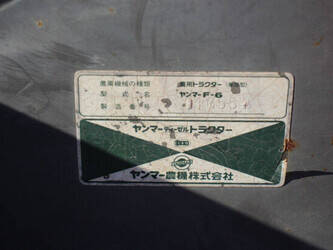 農業機械の種類 農用トラクター
型式名 ヤンマーF-6
製造番号
ヤンマーディーゼルトラクター
ヤンマー農機株式会社